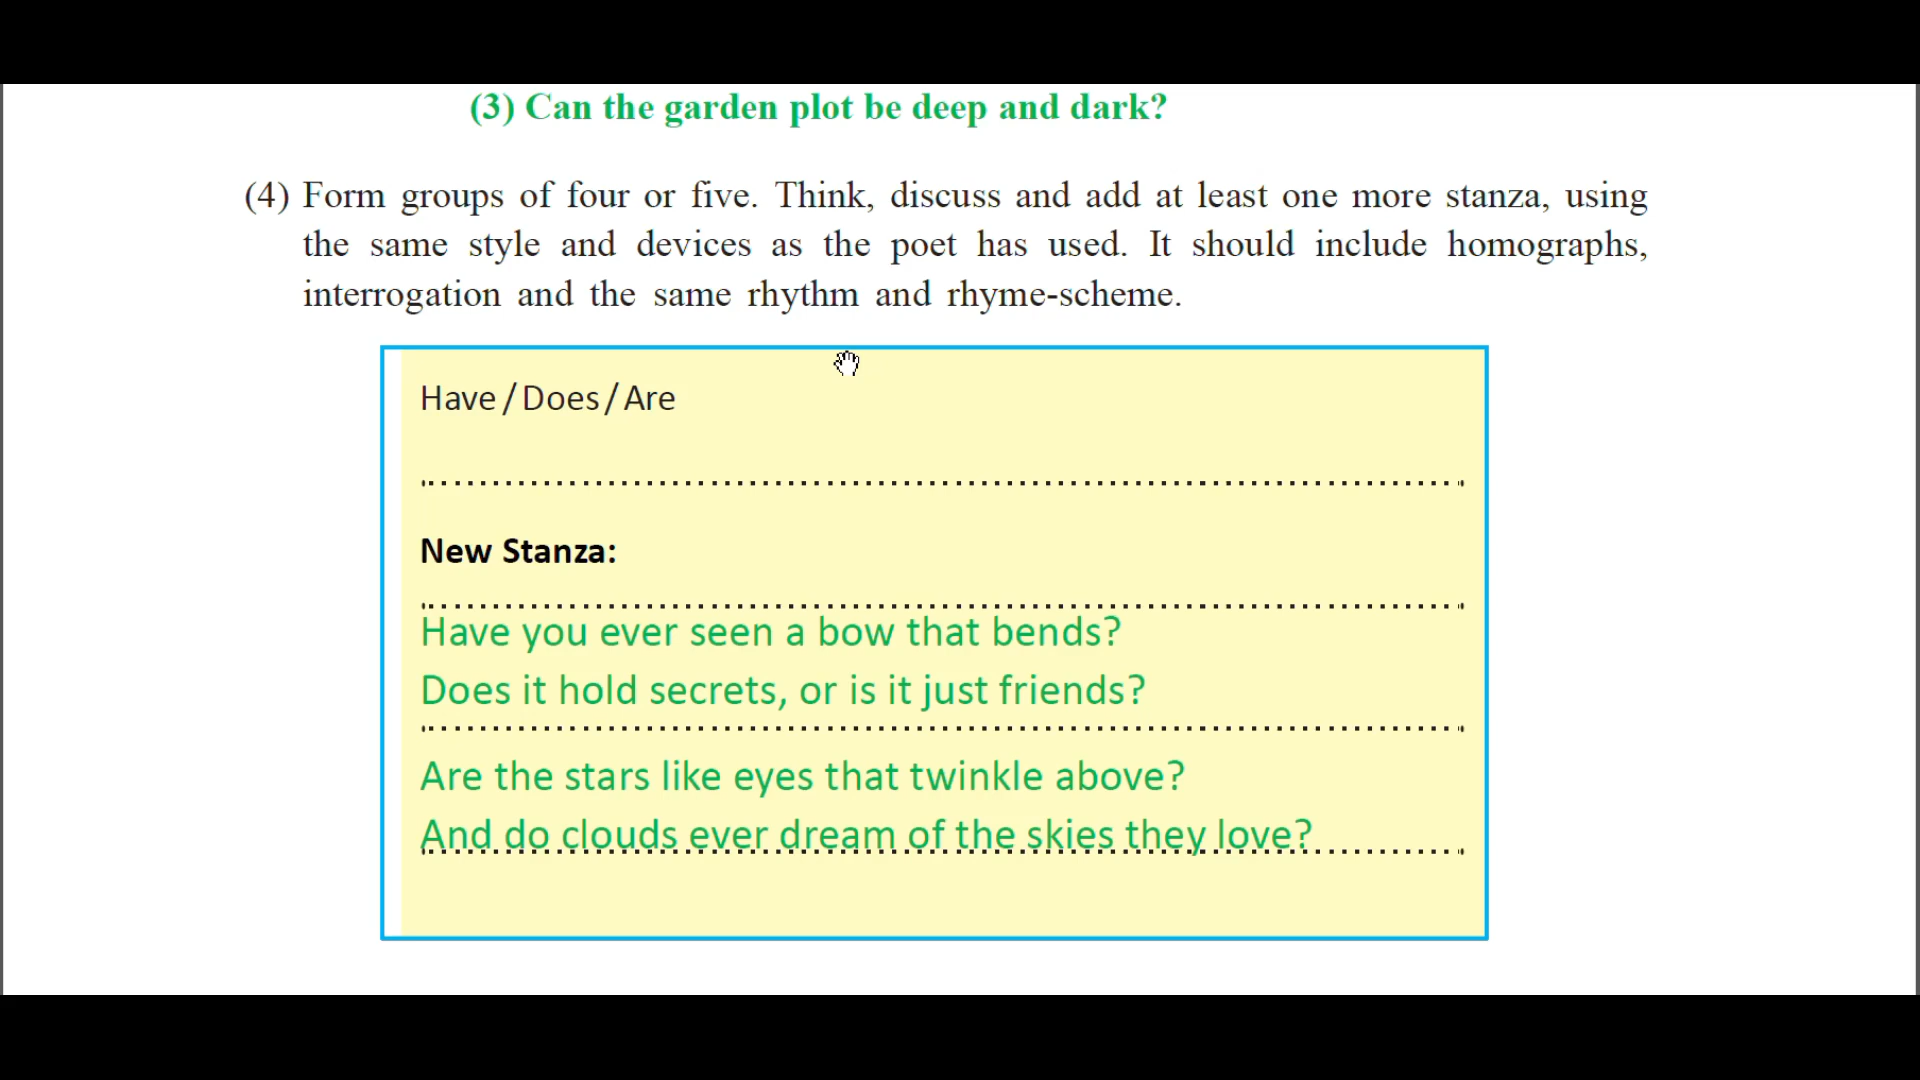 (3) Can the garden plot be deep and dark?
(4) Form groups of four or five. Think, discuss and add at least one more stanza, using
the same style and devices as the poet has used. It should include homographs,
interrogation and the same rhythm and rhyme-scheme.
Have / Does / Are
New Stanza:
Have you ever seen a bow that bends?
Does it hold secrets, or is it just friends?
Are the stars like eyes that twinkle above?
And do clouds ever dream of the skies they love?